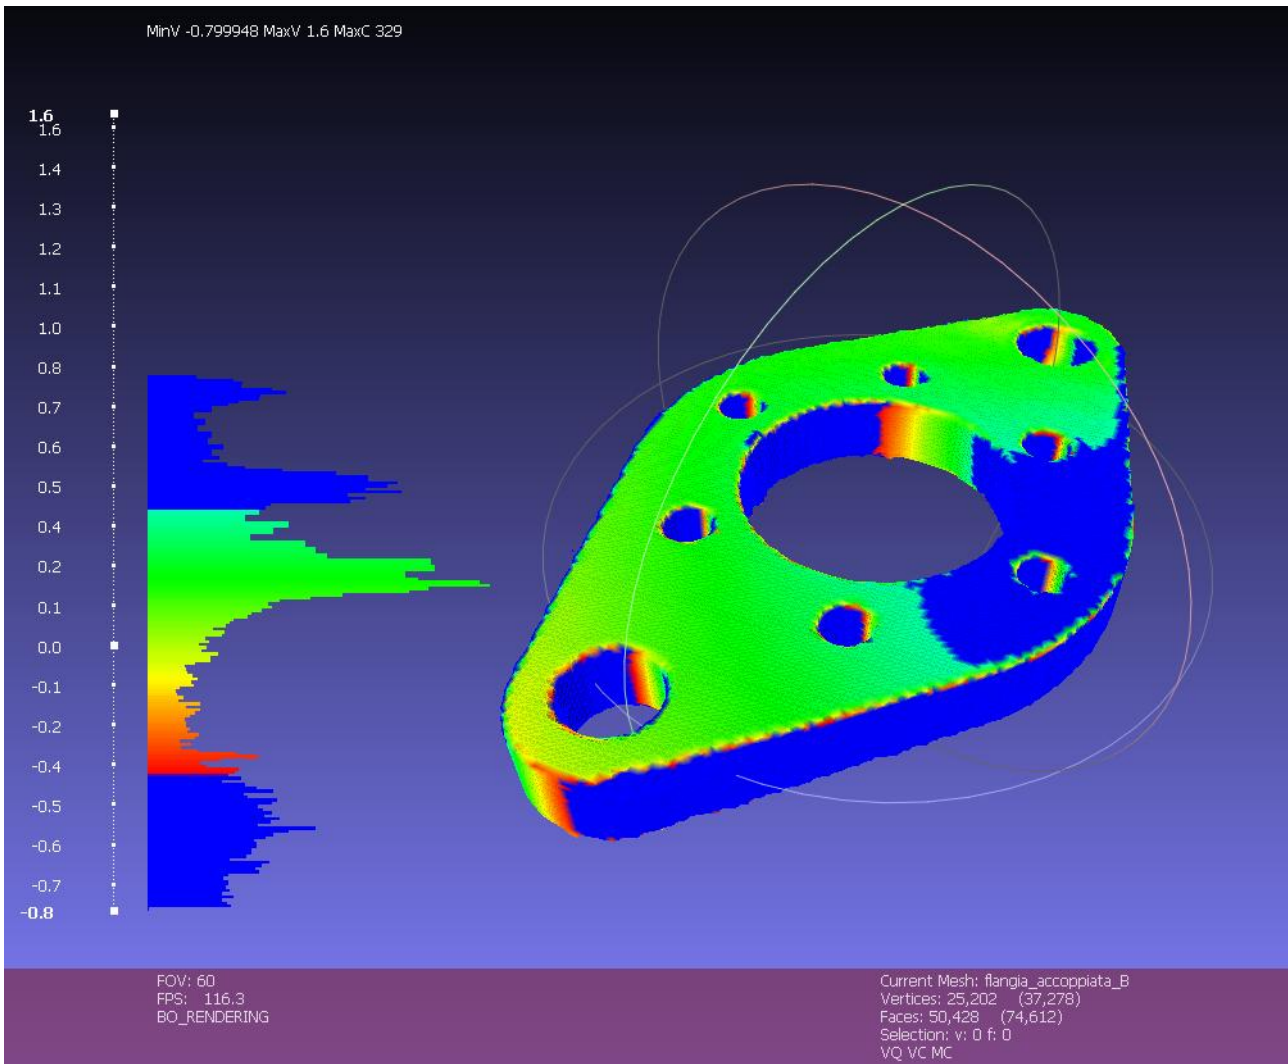 MinV -0.799948 MaxV 1.6 MaxC 329
1.6
1.6
1.4
1.3
1.2
1.1
1.0
0.8
0.7
0.6
0.5
0.4
0.2
0.1
0.0
-0.1
-0.2
-0.4
-0.5
-0.6
-0.7
-0.8
FOV: 60
FPS: 116.3
BO_RENDERING
Current Mesh: flangia_accoppiata_B
Vertices: 25,202 (37,278)
Faces: 50,428 (74,612)
Selection: v: 0 f: 0
VQ VC MC